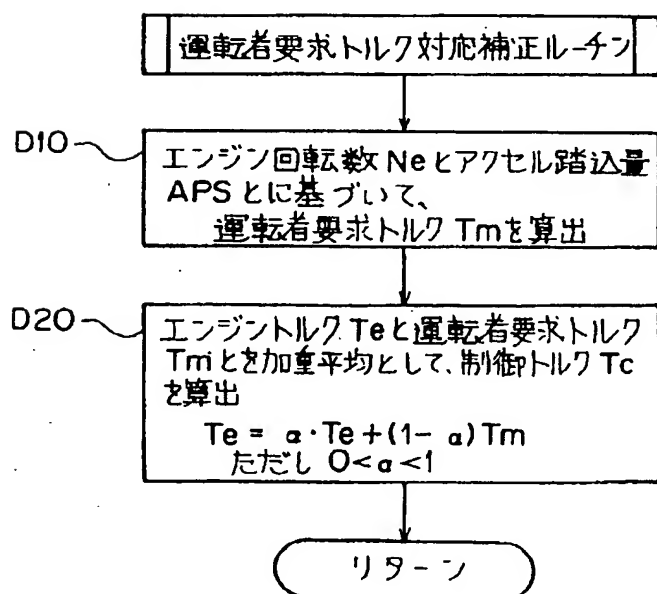 運転者要求トルク対応補正ルーチン
D10
エンジン回転数 Neとアクセル踏込量
APSとに基づいて、
運転者要求トルク Tmを算出
D20
エンジントルク Teと運転者要求トルク
Tmとを加重平均として、制御トルク Tc
を算出
Te = α·Te+(1-α)Tm
ただし 0<α<1
リターン